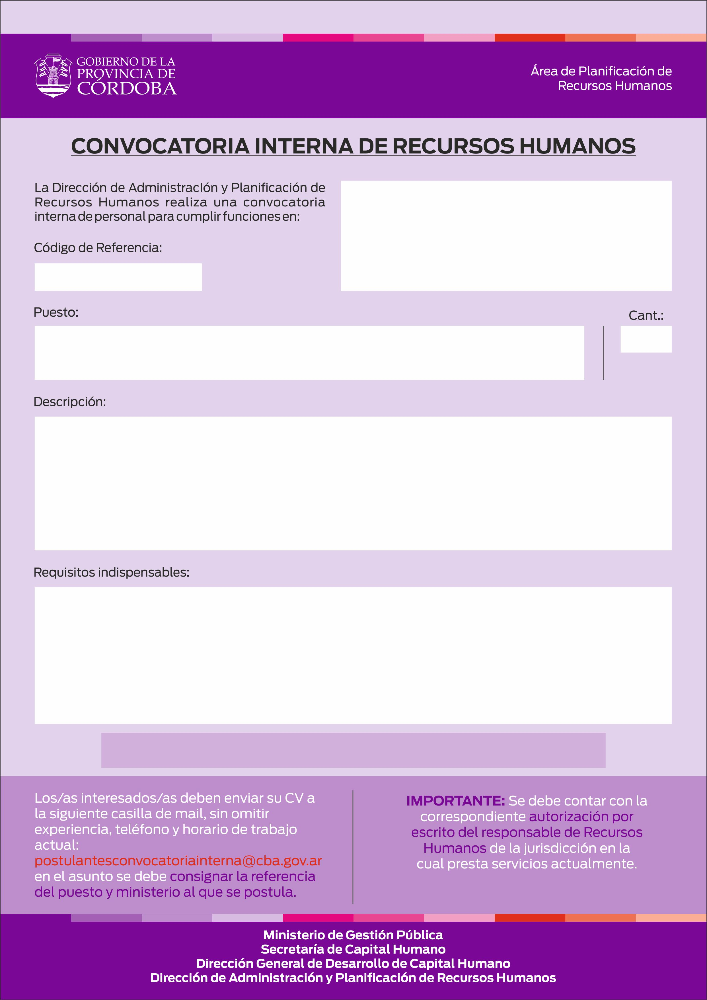 GOBIERNO DE LA
PROVINCIA DE
CÓRDOBA
Área de Planificación de
Recursos Humanos
CONVOCATORIA INTERNA DE RECURSOS HUMANOS
La Dirección de AdministracIón y Planificación de
Recursos Humanos realiza una convocatoria
interna de personal para cumplir funciones en:
Código de Referencia:
Puesto:
Cant.:
Descripción:
Requisitos indispensables:
Los/as interesados/as deben enviar su CV a
la siguiente casilla de mail, sin omitir
experiencia, teléfono y horario de trabajo
actual:
postulantesconvocatoriainterna@cba.gov.ar
en el asunto se debe consignar la referencia
del puesto y ministerio al que se postula.
IMPORTANTE: Se debe contar con la
correspondiente autorización por
escrito del responsable de Recursos
Humanos de la jurisdicción en la
cual presta servicios actualmente.
Ministerio de Gestión Pública
Secretaría de Capital Humano
Dirección General de Desarrollo de Capital Humano
Dirección de Administración y Planificación de Recursos Humanos